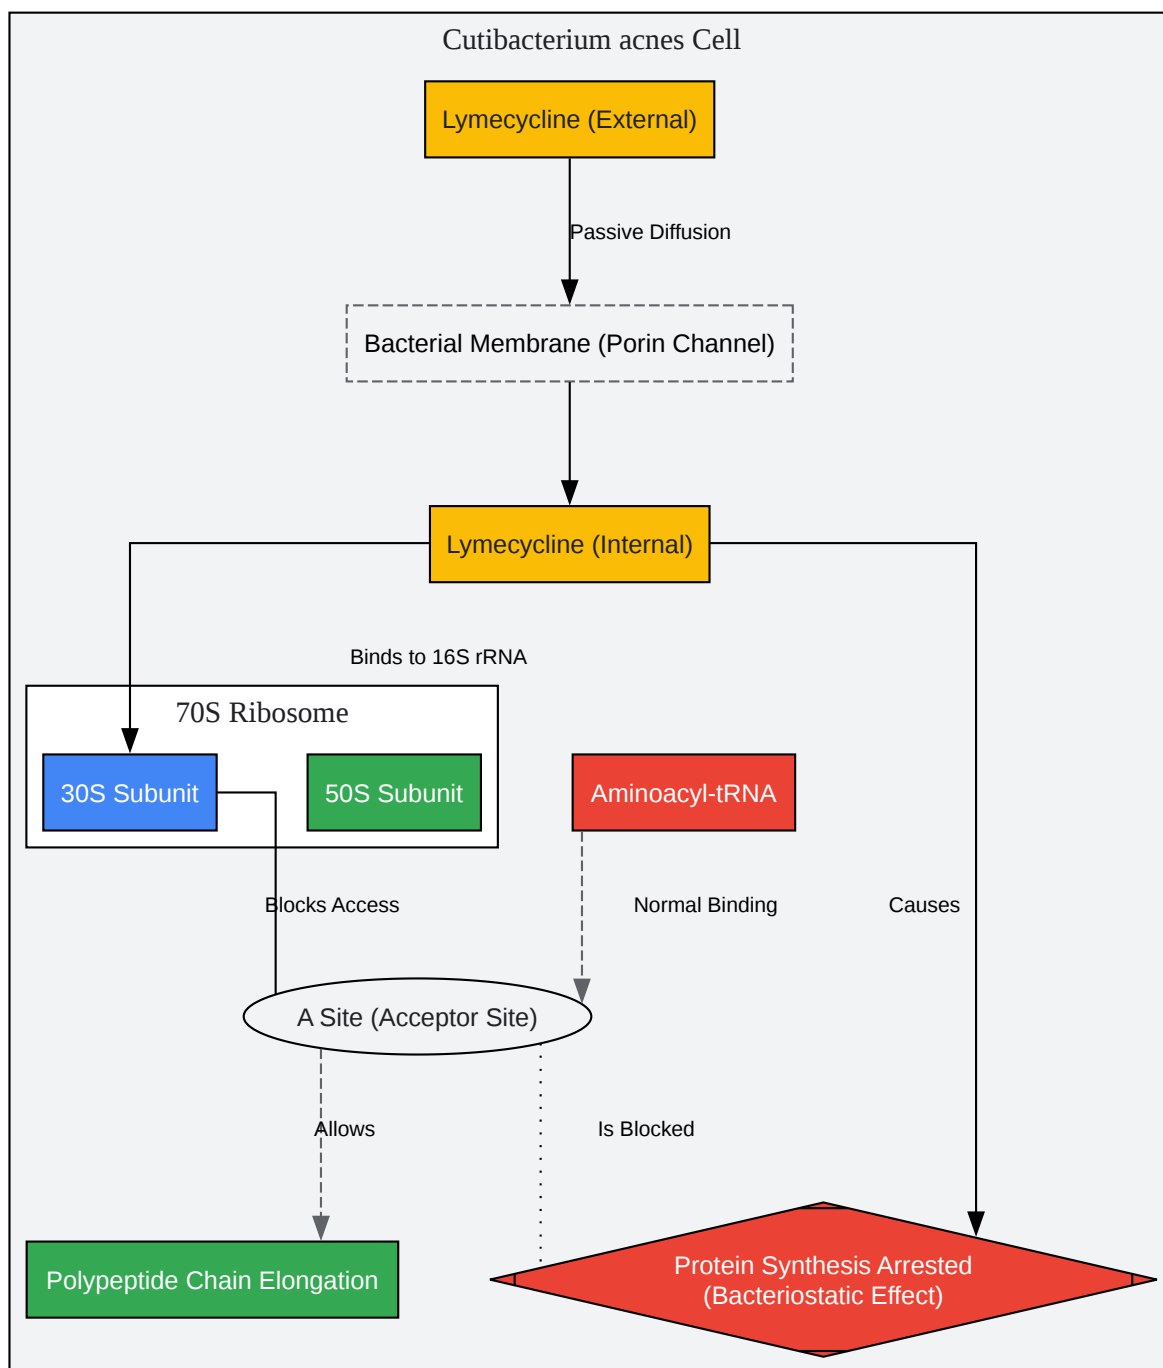 Cutibacterium acnes Cell
Lymecycline (External)
Passive Diffusion
Bacterial Membrane (Porin Channel)
Lymecycline (Internal)
Binds to 16S rRNA
70S Ribosome
30S Subunit
50S Subunit
Aminoacyl-tRNA
Blocks Access
Normal Binding
Causes
A Site (Acceptor Site)
Allows
Is Blocked
Polypeptide Chain Elongation
Protein Synthesis Arrested
(Bacteriostatic Effect)